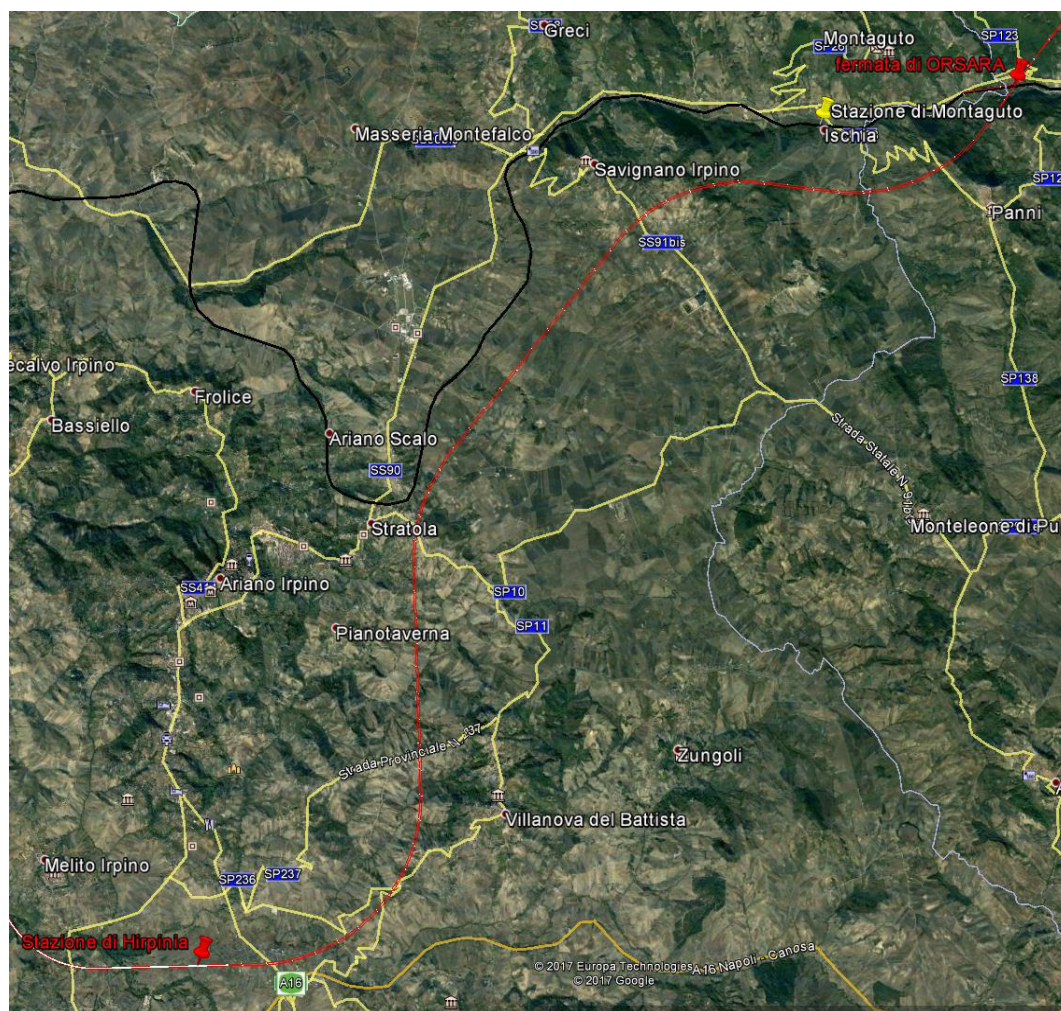 Greci
Montaguto
SP123
fermata di ORSARA
Stazione di Montaguto
Ischia
Masseria Montefalco
Savignano Irpino
Panni
SS91bis
ecalvo Irpino
Frolice
SP138
Bassiello
Ariano Scalo
Strada Statale N. 91bis
SS90
Stratola
Monteleone di Pu
Ariano Irpino
SP10
SP11
Pianotaverna
Strada Provinciale N. 237
Zungoli
Villanova del Battista
Melito Irpino
SP236
SP237
Stazione di Hirpinia
A16
A16 Napoli - Canosa
© 2017 Europa Technologies
© 2017 Google